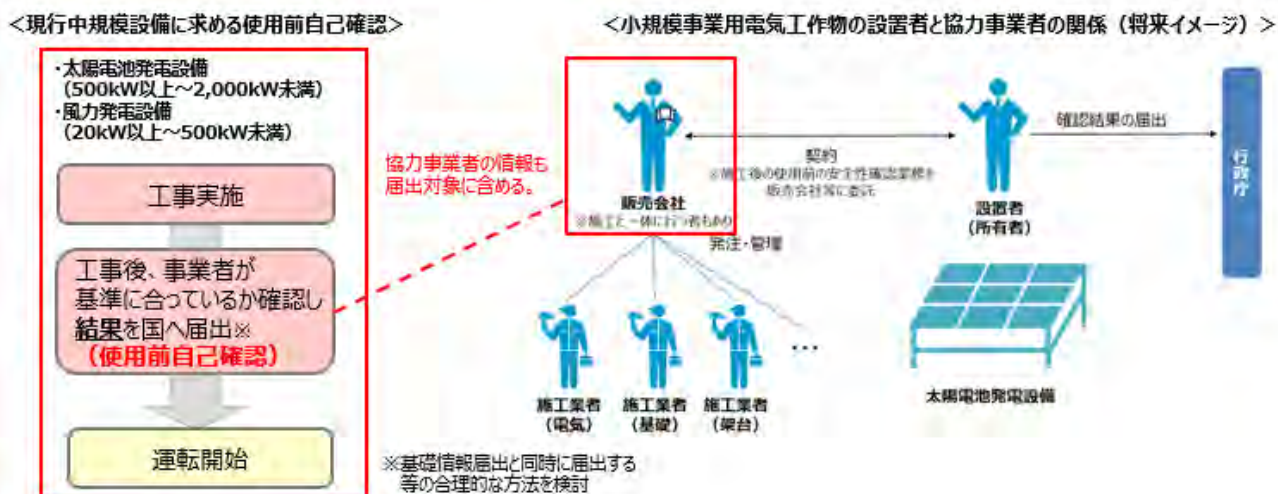 ＜現行中規模設備に求める使用前自己確認＞
・太陽電池発電設備
（500kW以上～2,000kW未満）
・風力発電設備
（20kW以上～500kW未満）
工事実施
工事後、事業者が
基準に合っているか確認し
結果を国へ届出※
（使用前自己確認）
運転開始
＜小規模事業用電気工作物の設置者と協力事業者の関係（将来イメージ）＞
協力事業者の情報も
届出対象に含める。
販売会社
※施工と一体に行う者もあり
契約
※施工後の使用前の安全性確認業務を
販売会社等に委託
設置者
（所有者）
確認結果の届出
行政庁
発注・管理
施工業者
（電気）
施工業者
（基礎）
施工業者
（架台）
…
太陽電池発電設備
※基礎情報届出と同時に届出する
等の合理的な方法を検討